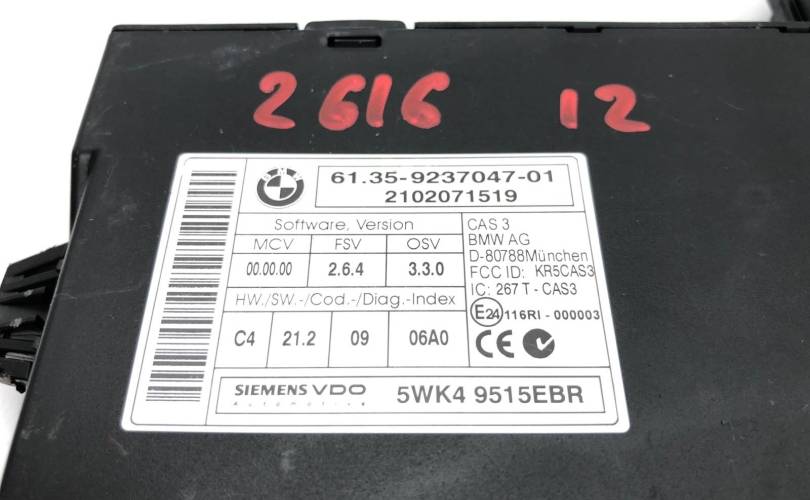 2616 12
BMW
61.35-9237047-01
2102071519
Software, Version
MCV FSV OSV
00.00.00 2.6.4 3.3.0
HW./SW.-/Cod.-/Diag.-Index
C4 21.2 09 06A0
CAS 3
BMW AG
D-80788München
FCC ID: KR5CAS3
IC: 267 T - CAS3
E24 116RI - 000003
CE
SIEMENS VDO
Automotive
5WK4 9515EBR